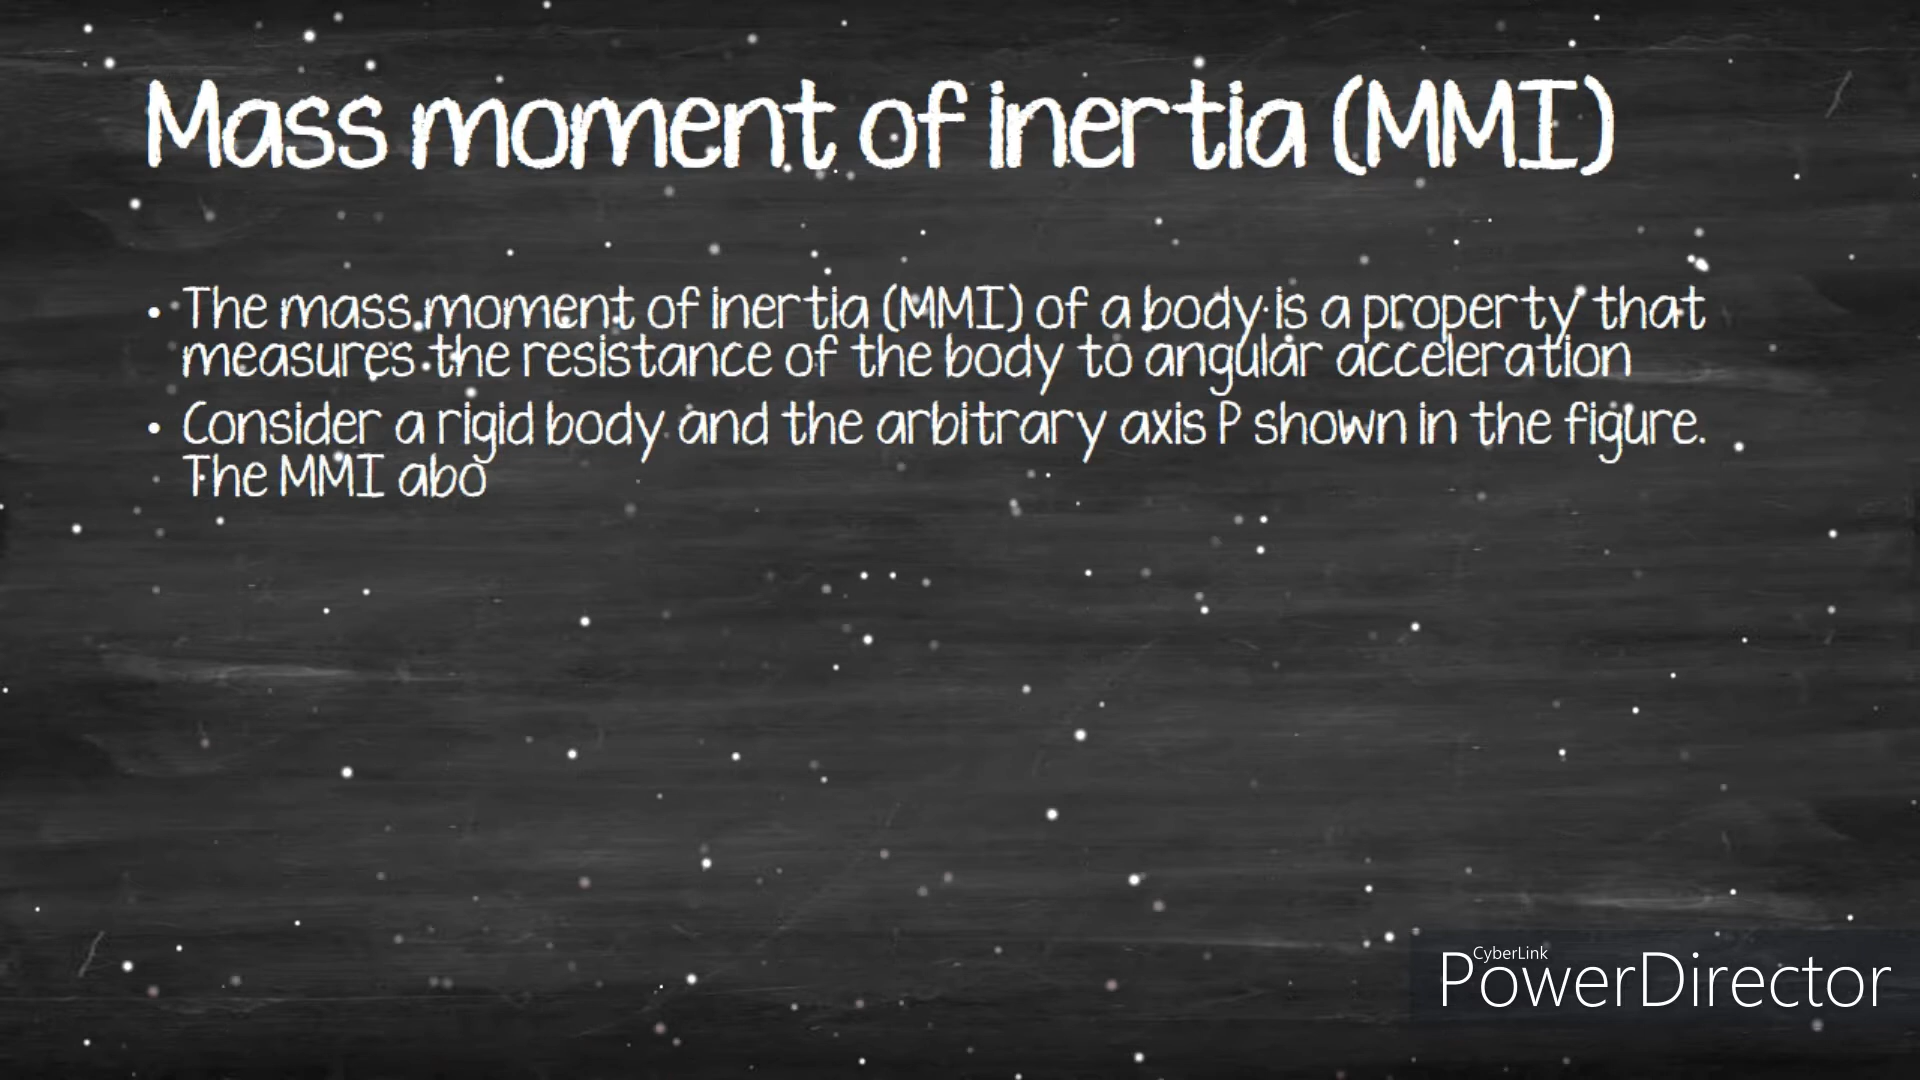 Mass moment of inertia (MMI)
• The mass moment of inertia (MMI) of a body is a property that
measures the resistance of the body to angular acceleration
• Consider a rigid body and the arbitrary axis P shown in the figure.
The MMI abo
CyberLink
PowerDirector